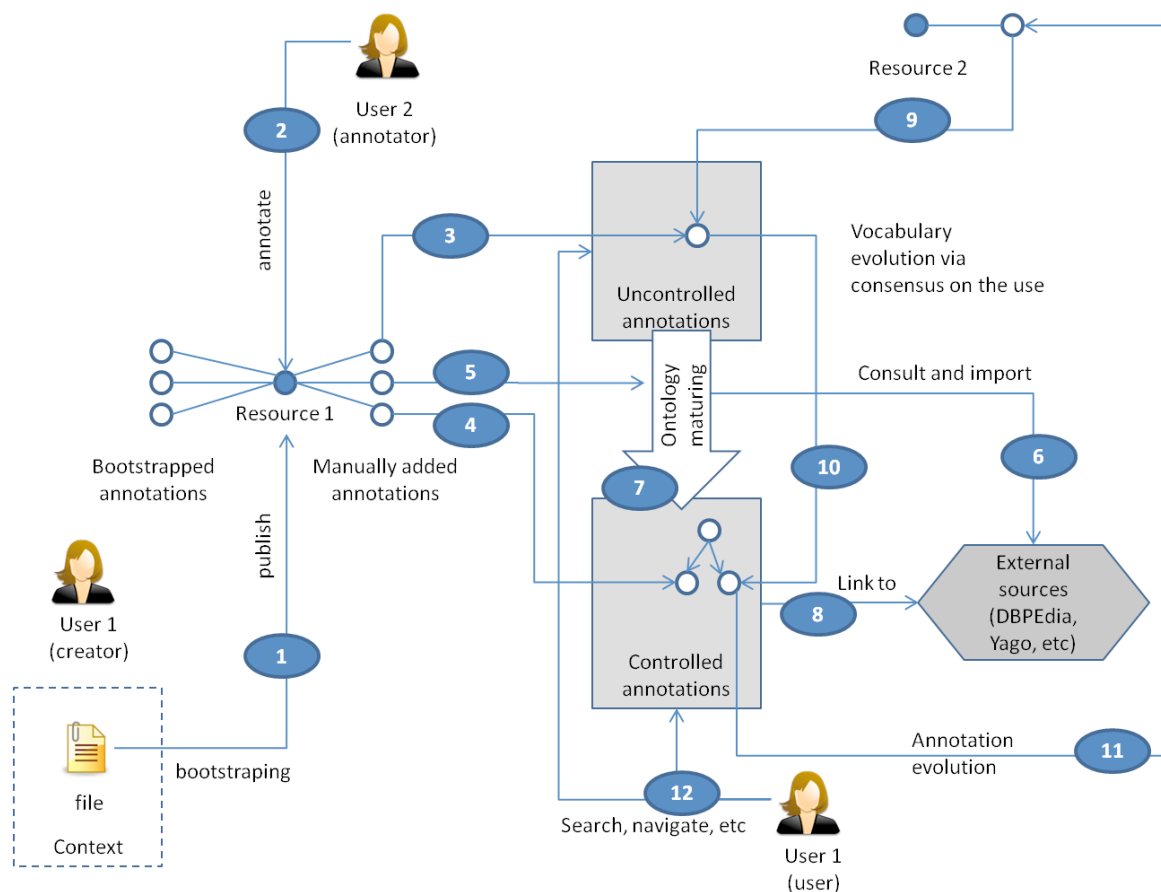 Resource 2
User 2
(annotator)
2
9
annotate
3
Vocabulary
evolution via
consensus on the use
Uncontrolled
annotations
5
Consult and import
Resource 1
4
Ontology
maturing
Bootstrapped
annotations
Manually added
annotations
6
10
7
publish
External
sources
(DBPEdia,
Yago, etc)
Link to
8
User 1
(creator)
1
Controlled
annotations
Annotation
evolution
11
bootstraping
file
Context
12
Search, navigate, etc
User 1
(user)